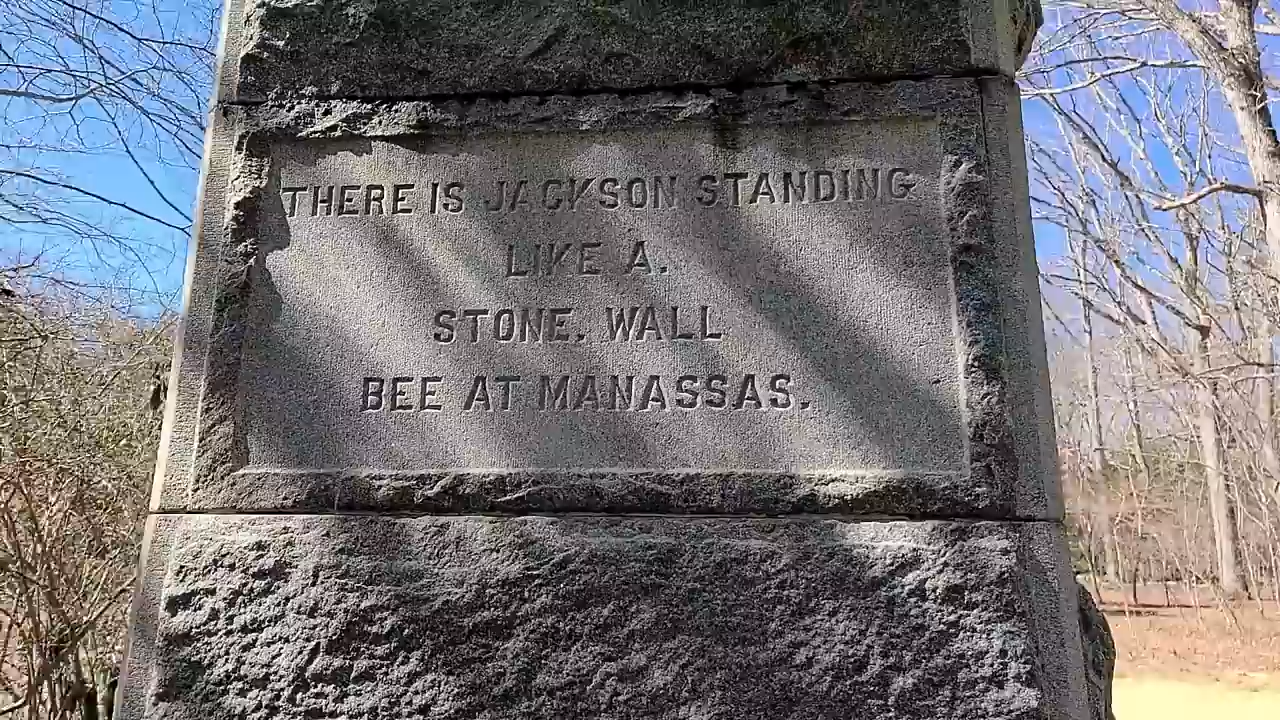 THERE IS JACKSON STANDING
LIKE A.
STONE. WALL
BEE AT MANASSAS.